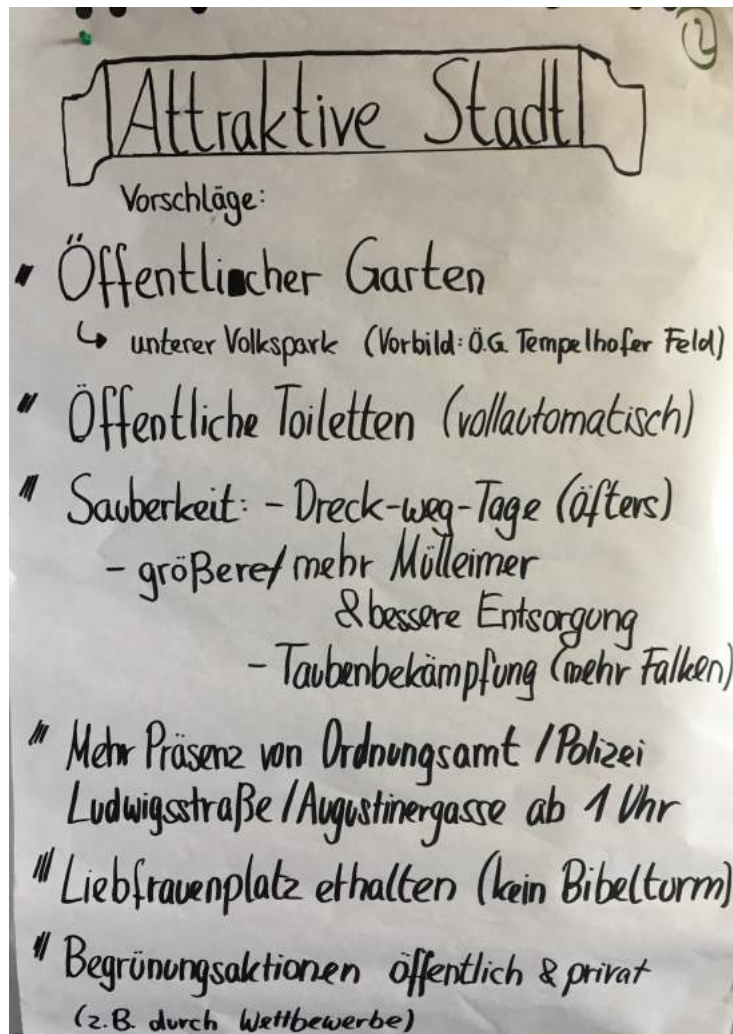 2
Attraktive Stadt
Vorschläge:
Öffentlicher Garten
↳ unterer Volkspark (Vorbild: Ö.G. Tempelhofer Feld)
Öffentliche Toiletten (vollautomatisch)
Sauberkeit: - Dreck-weg-Tage (öfters)
- größere/mehr Mülleimer
& bessere Entsorgung
- Taubenbekämpfung (mehr Falken)
Mehr Präsenz von Ordnungsamt / Polizei
Ludwigsstraße / Augustinergasse ab 1 Uhr
Liebfrauenplatz erhalten (kein Bibelturm)
Begrünungsaktionen öffentlich & privat
(z.B. durch Wettbewerbe)